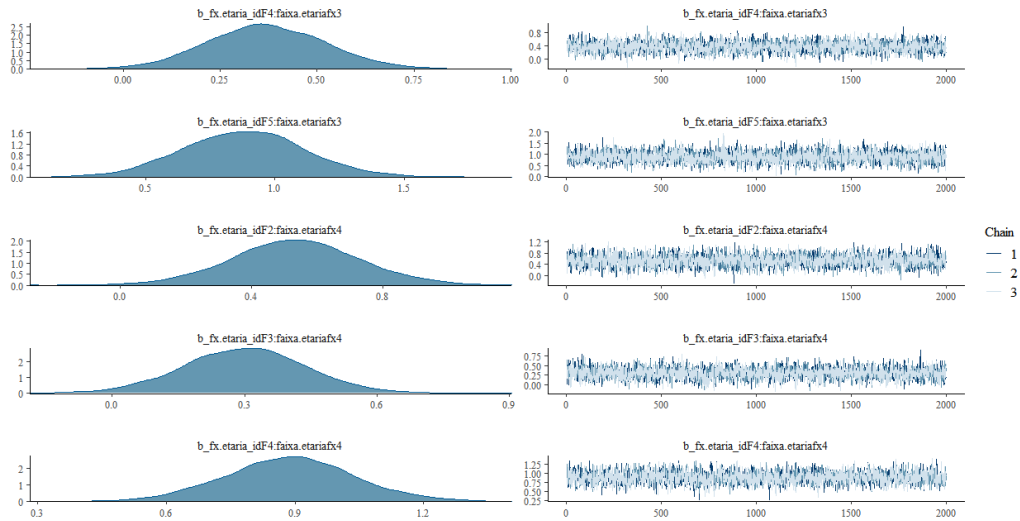 b_fx.etaria_idF4:faixa.etariafx3
b_fx.etaria_idF4:faixa.etariafx3
2.5
2.0
1.5
1.0
0.5
0.0
0.00 0.25 0.50 0.75 1.00
0.8
0.4
0.0
0 500 1000 1500 2000
b_fx.etaria_idF5:faixa.etariafx3
b_fx.etaria_idF5:faixa.etariafx3
1.6
1.2
0.8
0.4
0.0
0.5 1.0 1.5
2.0
1.5
1.0
0.5
0.0
0 500 1000 1500 2000
b_fx.etaria_idF2:faixa.etariafx4
b_fx.etaria_idF2:faixa.etariafx4
2.0
1.5
1.0
0.5
0.0
0.0 0.4 0.8
1.2
0.8
0.4
0.0
0 500 1000 1500 2000
Chain
1
2
3
b_fx.etaria_idF3:faixa.etariafx4
b_fx.etaria_idF3:faixa.etariafx4
2
1
0
0.0 0.3 0.6 0.9
0.75
0.50
0.25
0.00
0 500 1000 1500 2000
b_fx.etaria_idF4:faixa.etariafx4
b_fx.etaria_idF4:faixa.etariafx4
2
1
0
0.3 0.6 0.9 1.2
1.25
1.00
0.75
0.50
0.25
0 500 1000 1500 2000